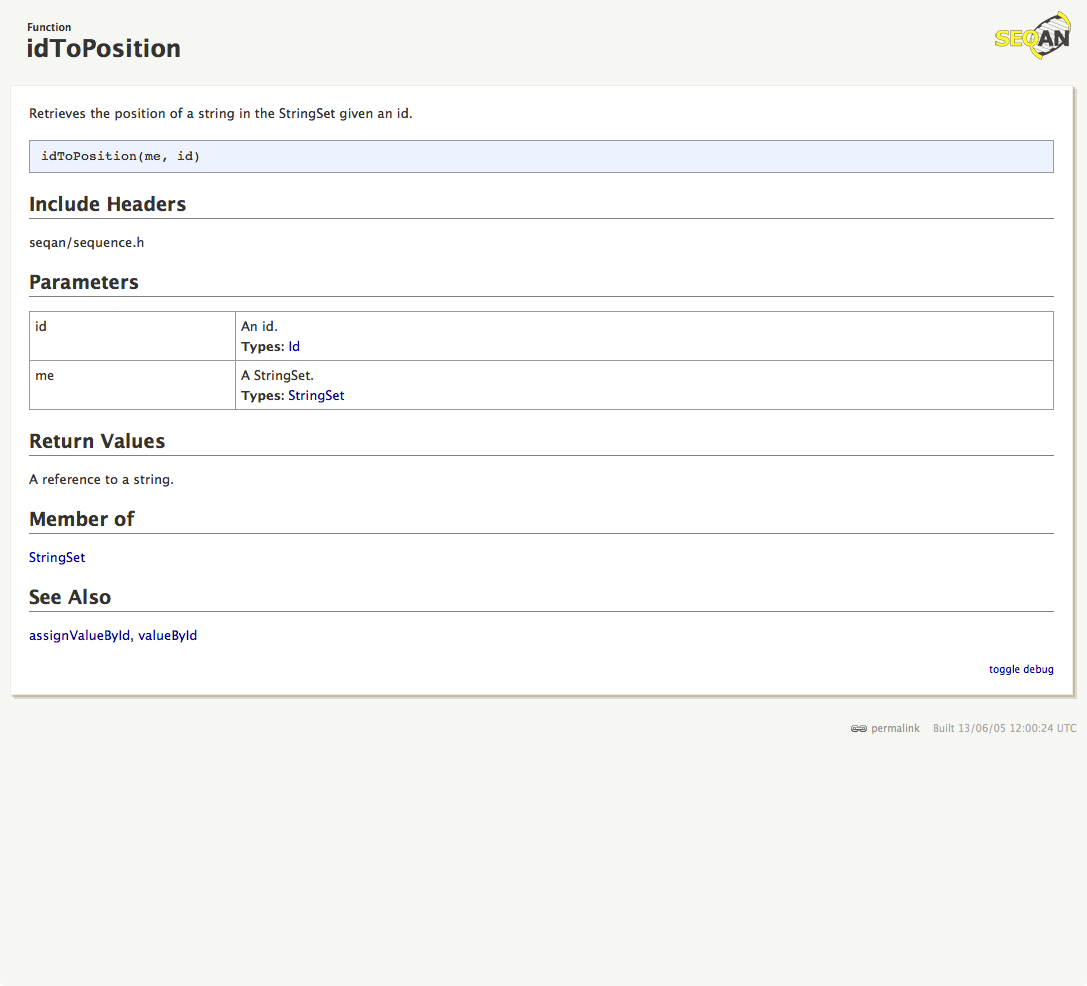 Function
idToPosition
SEQAN
Retrieves the position of a string in the StringSet given an id.
idToPosition(me, id)
Include Headers
seqan/sequence.h
Parameters
id
An id.
Types: Id
me
A StringSet.
Types: StringSet
Return Values
A reference to a string.
Member of
StringSet
See Also
assignValueById, valueById
toggle debug
permalink
Built 13/06/05 12:00:24 UTC